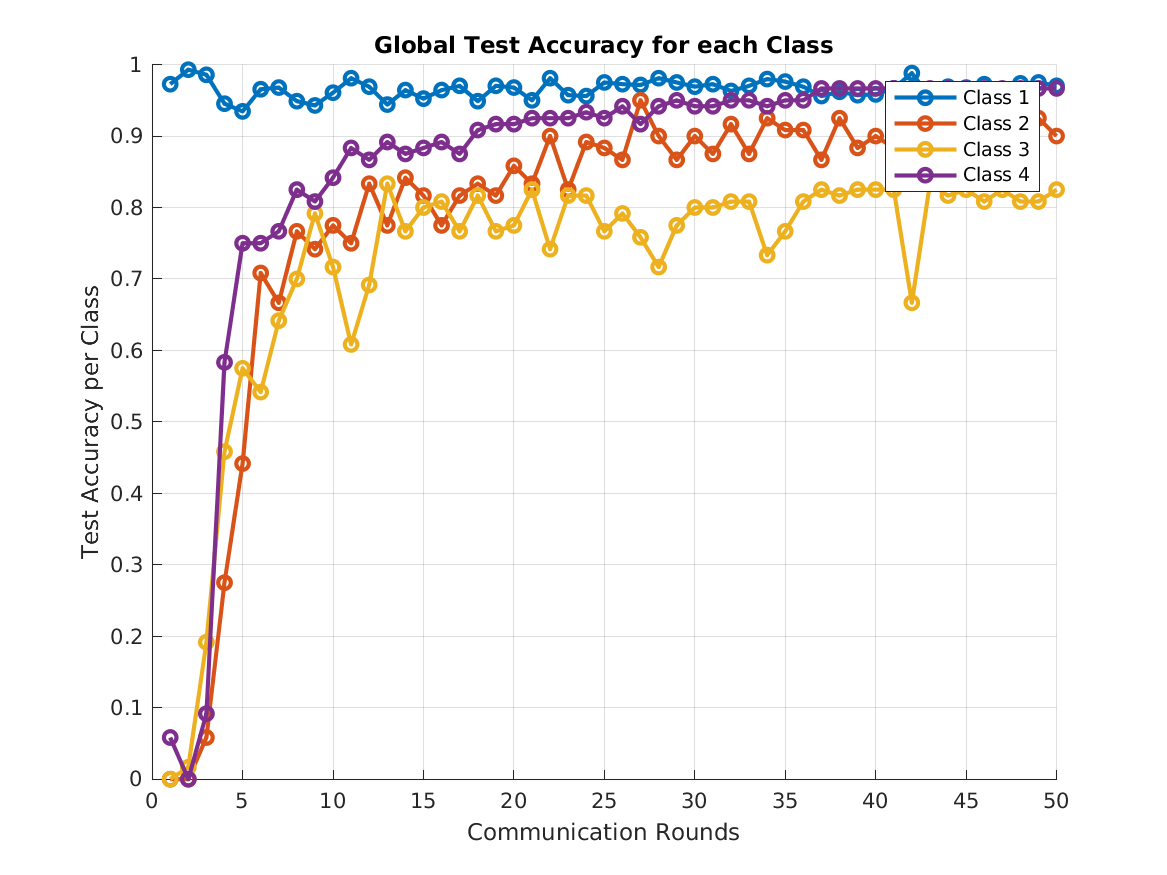 Global Test Accuracy for each Class
1
0.9
0.8
0.7
0.6
0.5
0.4
0.3
0.2
0.1
0
Test Accuracy per Class
Class 1
Class 2
Class 3
Class 4
0 5 10 15 20 25 30 35 40 45 50
Communication Rounds